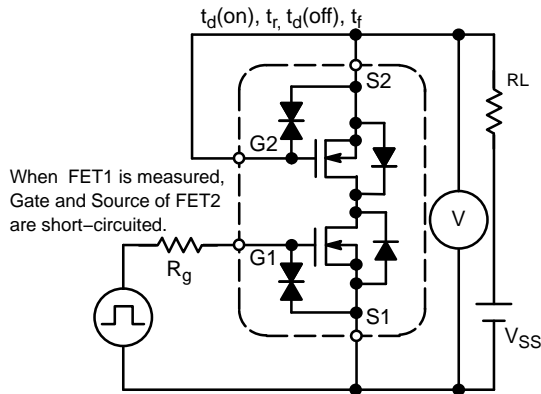 td(on), tr, td(off), tf
S2
RL
G2
When FET1 is measured,
Gate and Source of FET2
are short−circuited.
V
G1
Rg
S1
VSS